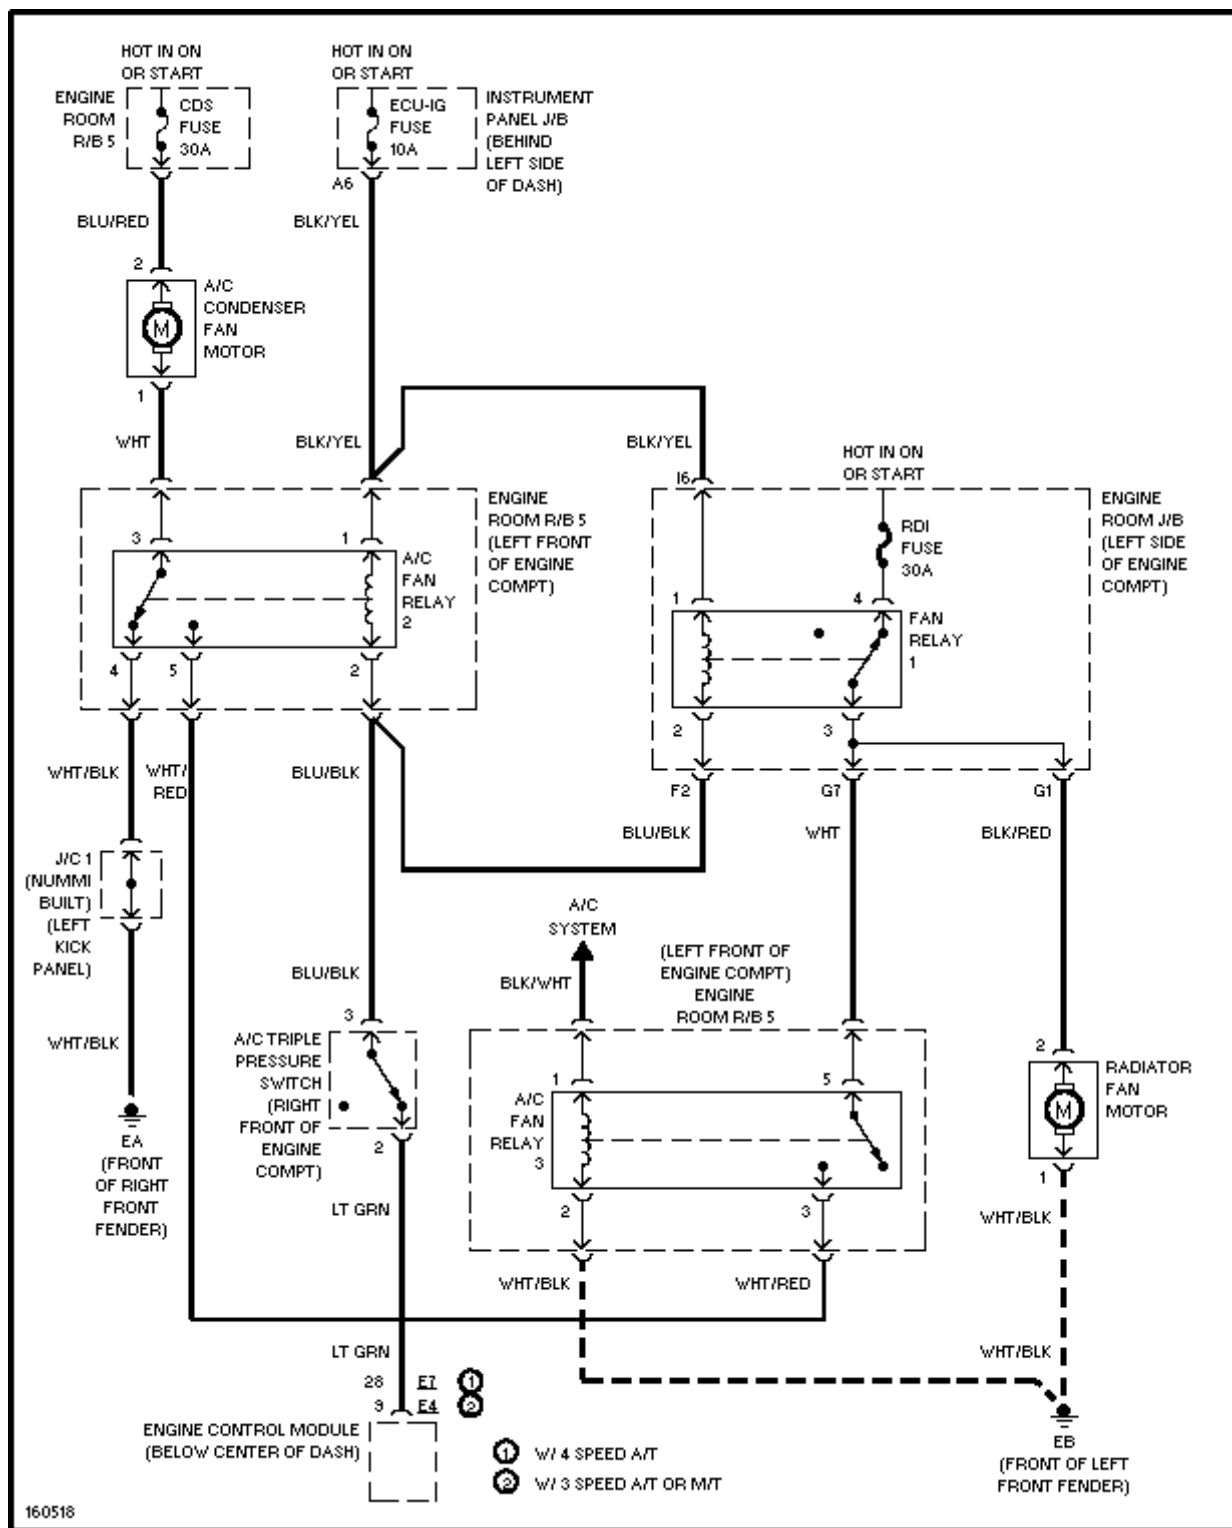 HOT IN ON
OR START
HOT IN ON
OR START
ENGINE
ROOM
R/B 5
CDS
FUSE
30A
ECU-IG
FUSE
10A
INSTRUMENT
PANEL J/B
(BEHIND
LEFT SIDE
OF DASH)
A6
BLU/RED
BLK/YEL
2
A/C
CONDENSER
FAN
MOTOR
M
1
WHT
BLK/YEL
BLK/YEL
HOT IN ON
OR START
I6
ENGINE
ROOM R/B 5
(LEFT FRONT
OF ENGINE
COMPT)
RDI
FUSE
30A
ENGINE
ROOM J/B
(LEFT SIDE
OF ENGINE
COMPT)
3
1
A/C
FAN
RELAY
2
1
4
FAN
RELAY
1
4
5
2
2
3
WHT/BLK
WHT/
RED
BLU/BLK
F2
G7
G1
BLU/BLK
WHT
BLK/RED
J/C 1
(NUMMI
BUILT)
(LEFT
KICK
PANEL)
A/C
SYSTEM
BLU/BLK
BLK/WHT
(LEFT FRONT OF
ENGINE COMPT)
ENGINE
ROOM R/B 5
WHT/BLK
3
A/C TRIPLE
PRESSURE
SWITCH
(RIGHT
FRONT OF
ENGINE
COMPT)
2
1
5
A/C
FAN
RELAY
3
2
RADIATOR
FAN
MOTOR
M
1
EA
(FRONT
OF RIGHT
FRONT
FENDER)
2
3
LT GRN
WHT/BLK
WHT/BLK
WHT/RED
LT GRN
WHT/BLK
28 E7 1
9 E4 2
ENGINE CONTROL MODULE
(BELOW CENTER OF DASH)
1 W/ 4 SPEED A/T
2 W/ 3 SPEED A/T OR M/T
EB
(FRONT OF LEFT
FRONT FENDER)
160518